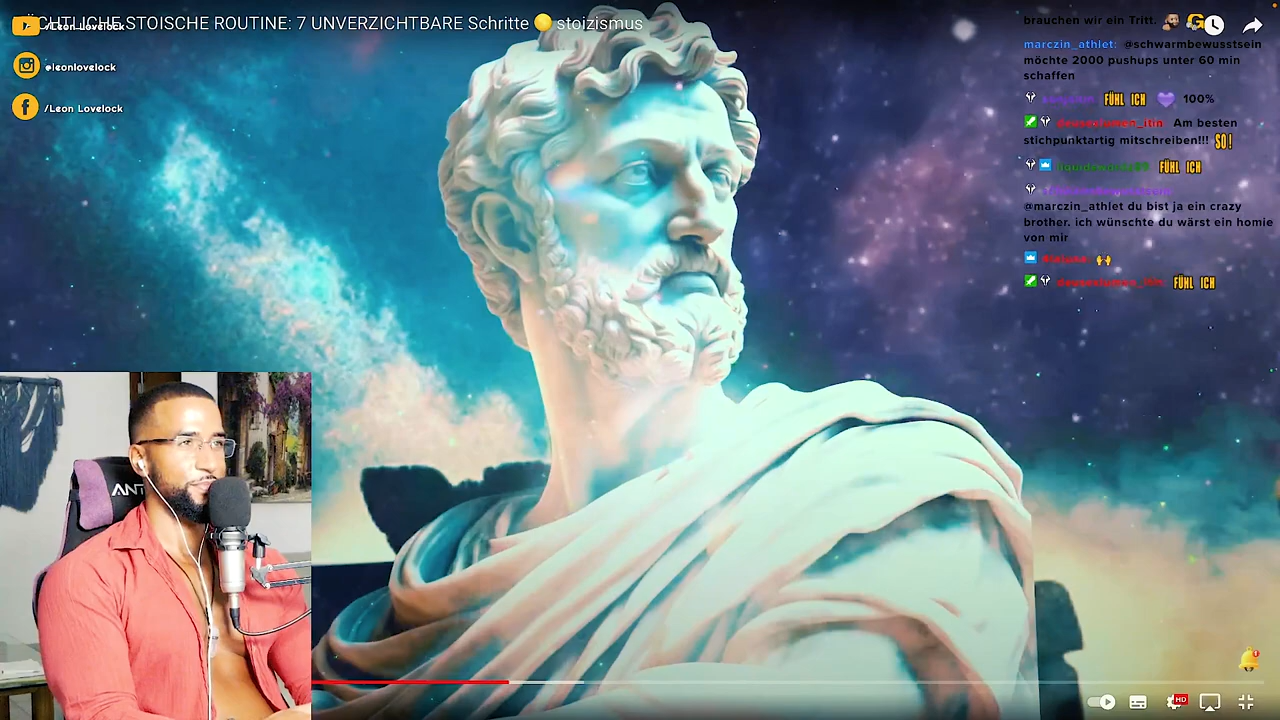 CHTLICHE STOISCHE ROUTINE: 7 UNVERZICHTBARE Schritte 🟡 stoizismus
/Leon Lovelock
@leonlovelock
/Leon Lovelock
brauchen wir ein Tritt.
marczin_athlet: @schwarmbewusstsein
möchte 2000 pushups unter 60 min
schaffen
FÜHL ICH 💜 100%
Am besten
stichpunktartig mitschreiben!!! SO!
FÜHL ICH
@marczin_athlet du bist ja ein crazy
brother. ich wünschte du wärst ein homie
von mir
FÜHL ICH
ANT
HD